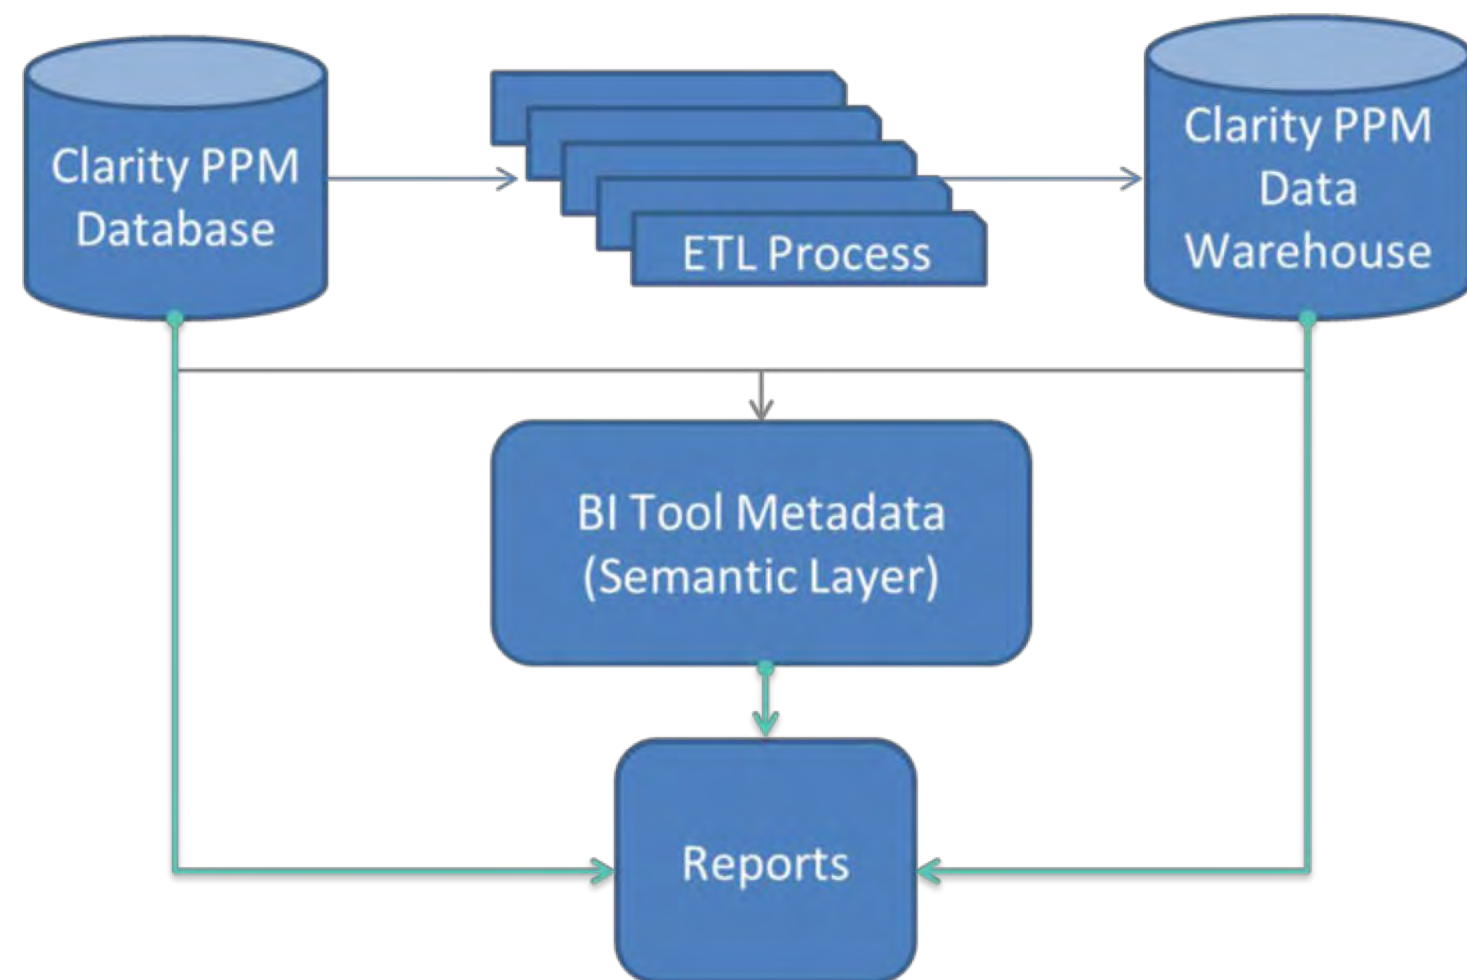 Clarity PPM
Database
ETL Process
Clarity PPM
Data
Warehouse
BI Tool Metadata
(Semantic Layer)
Reports